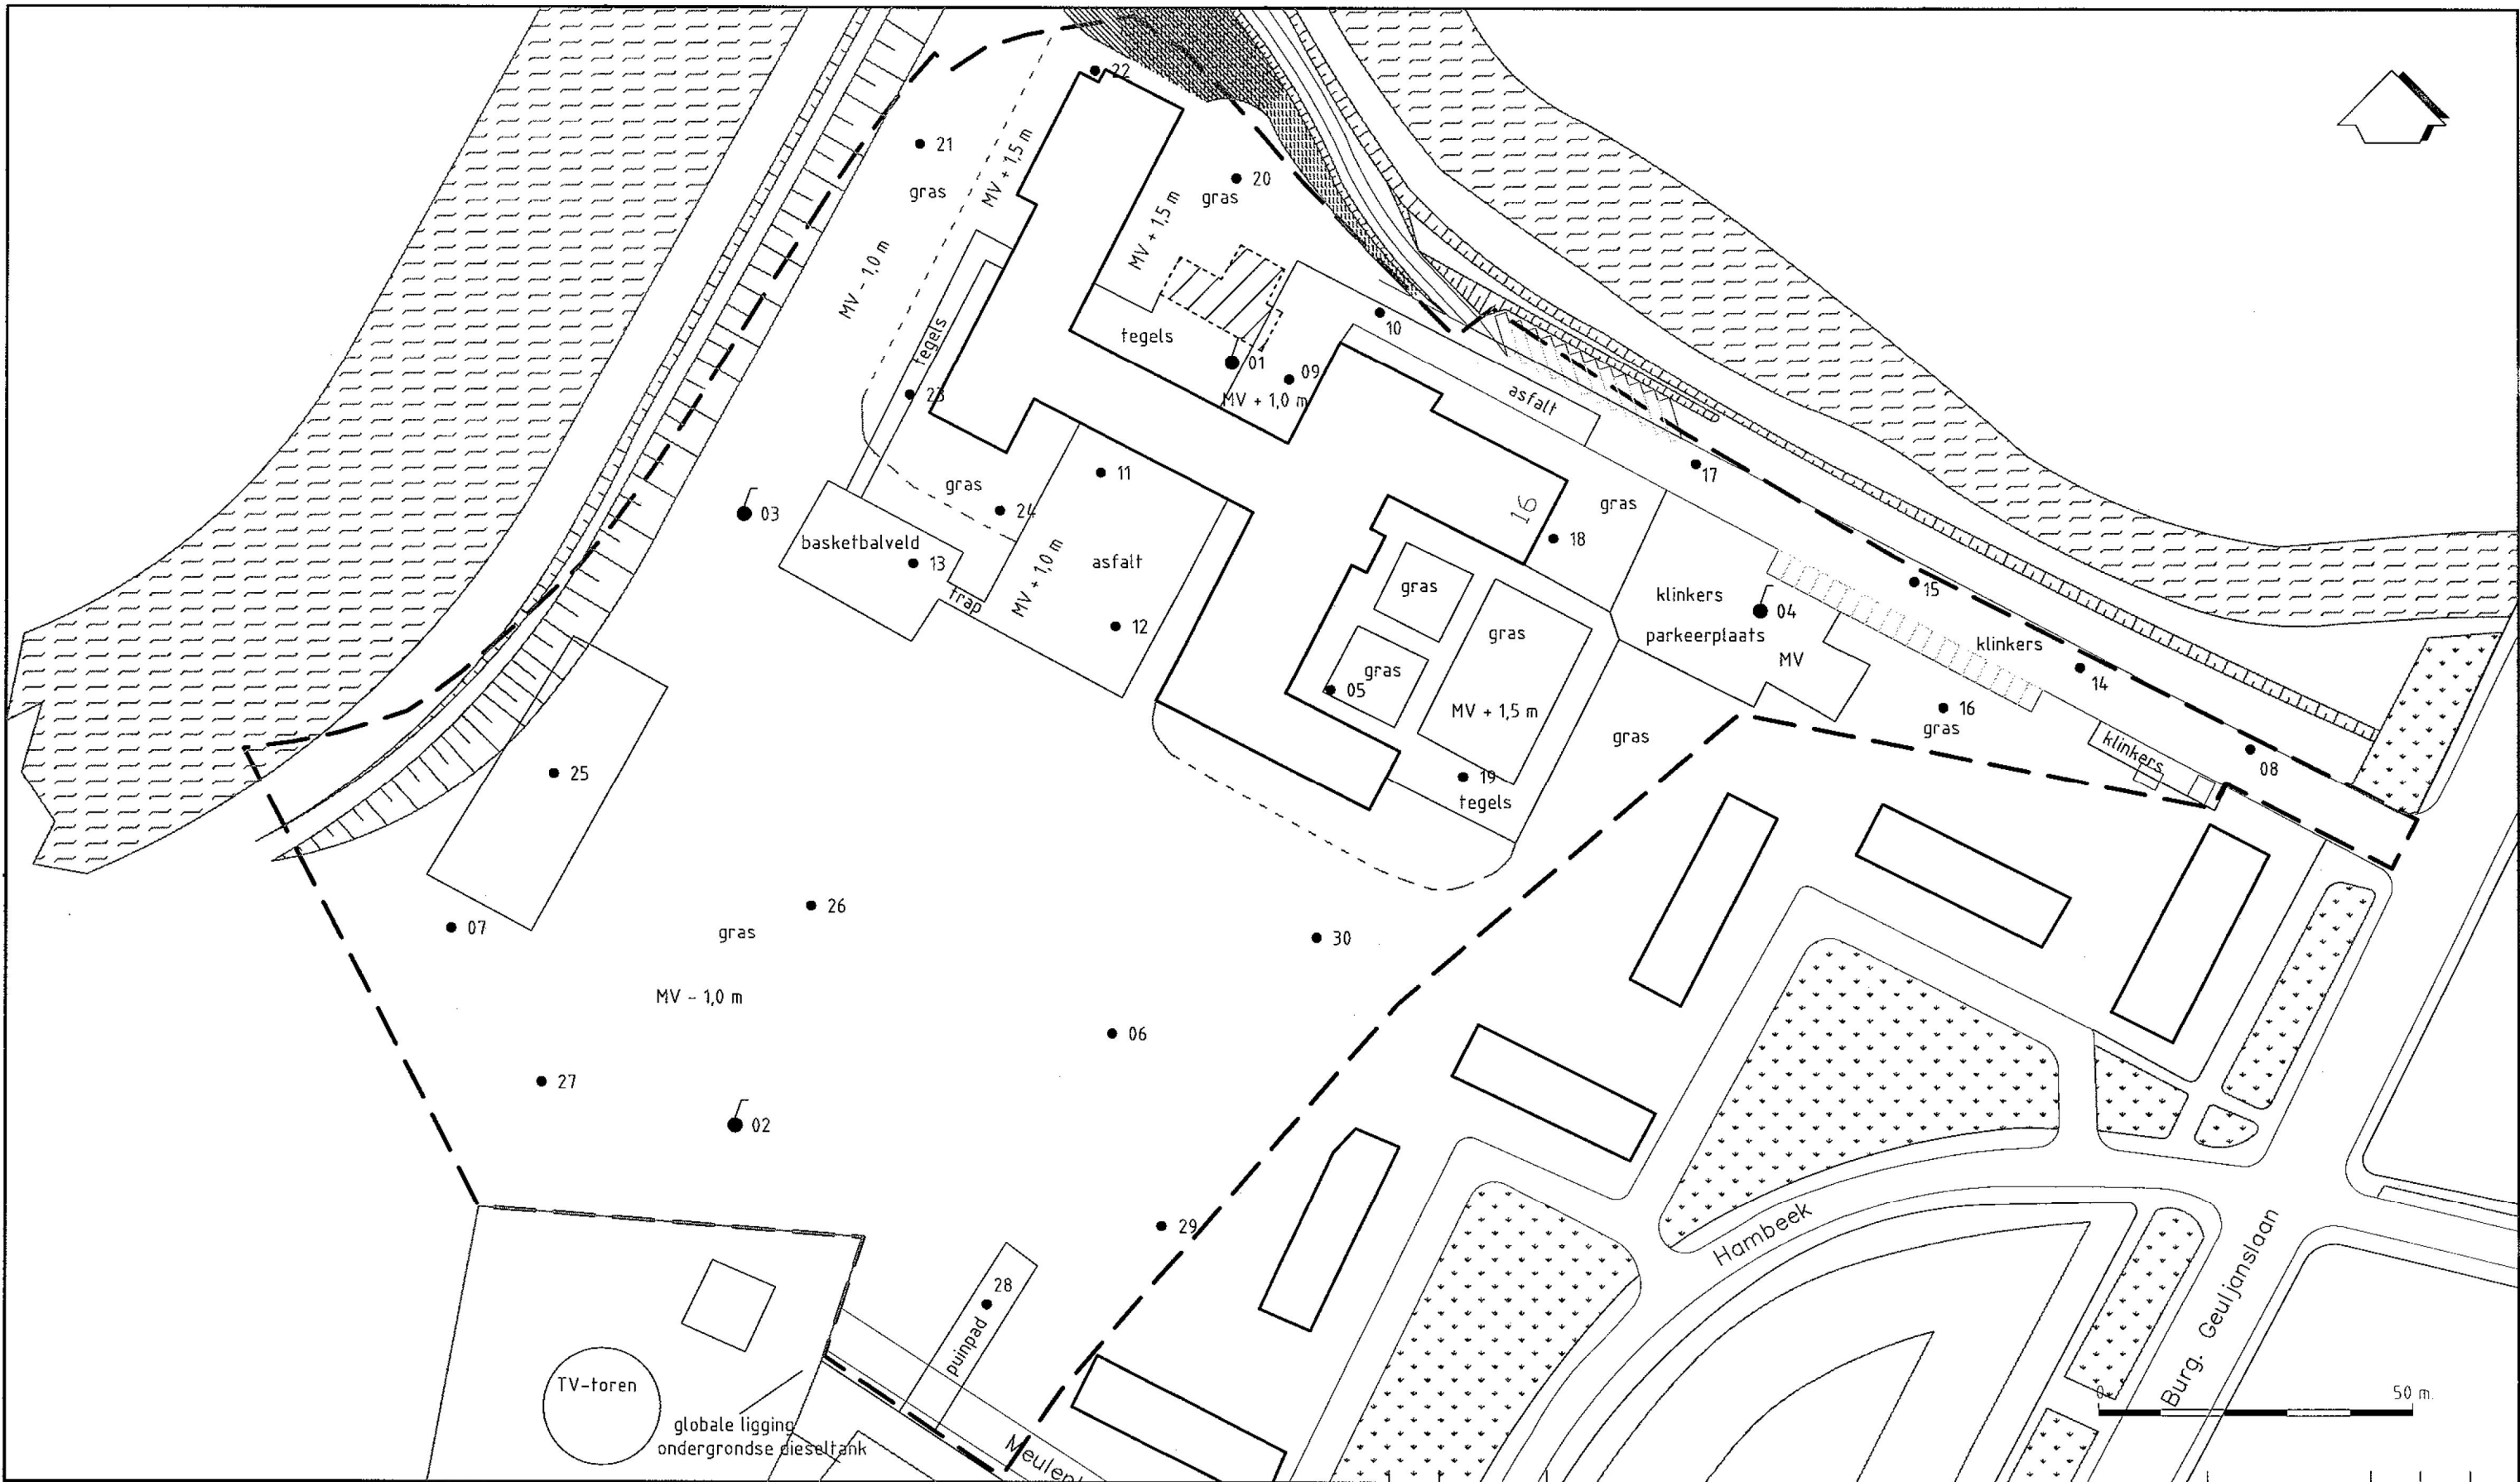 22
21
gras
MV + 1,5 m
20
gras
MV + 1,5 m
MV - 1,0 m
10
tegels
tegels
01
09
MV + 1,0 m
asfalt
23
17
11
gras
24
03
16
gras
18
basketbalveld
13
MV + 1,0 m
asfalt
trap
12
gras
klinkers
04
parkeerplaats
MV
15
klinkers
14
gras
gras
05
MV + 1,5 m
16
gras
gras
klinkers
08
19
tegels
25
26
07
gras
30
MV - 1,0 m
06
27
02
29
28
puinpad
Hambeek
Burg. Geuljanslaan
TV-toren
globale ligging
ondergrondse dieseltank
0
50 m.